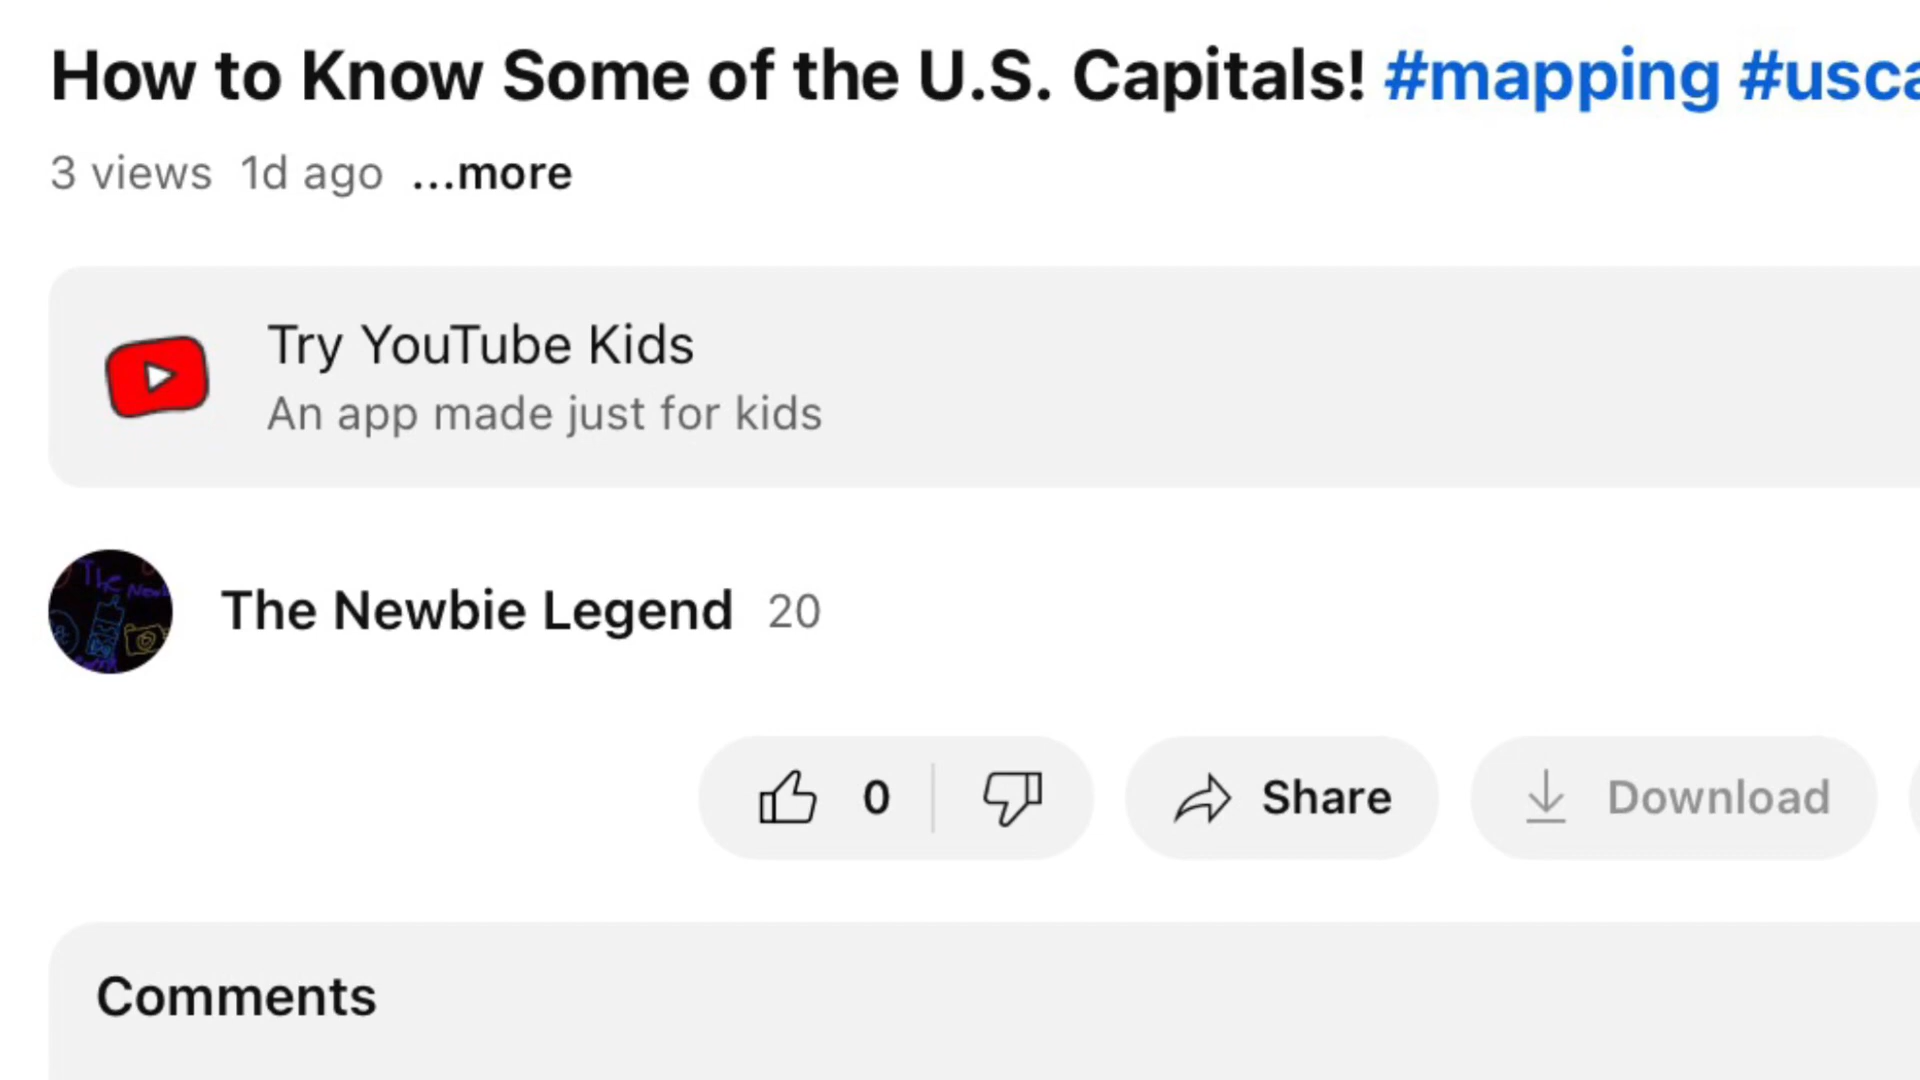 How to Know Some of the U.S. Capitals! #mapping #usca
3 views 1d ago ...more
Try YouTube Kids
An app made just for kids
The Newbie Legend 20
0 Share Download
Comments